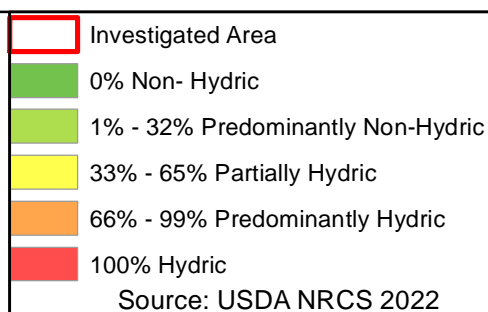 Investigated Area
0% Non- Hydric
1% - 32% Predominantly Non-Hydric
33% - 65% Partially Hydric
66% - 99% Predominantly Hydric
100% Hydric
Source: USDA NRCS 2022